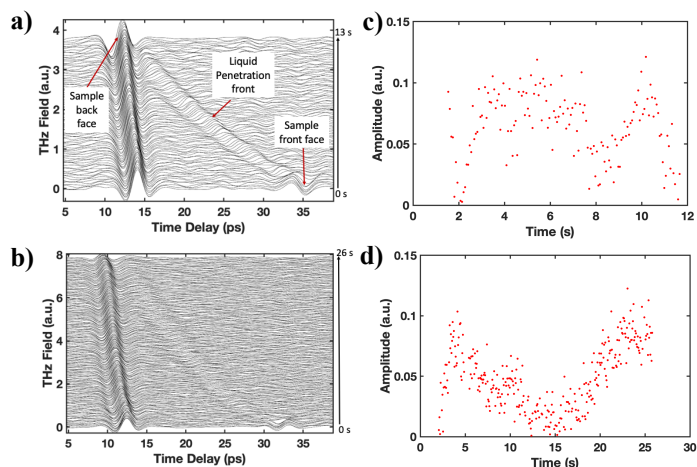 a)
4
3
2
1
0
THz Field (a.u.)
Sample
back
face
Liquid
Penetration
front
Sample
front face
13 s
0 s
5 10 15 20 25 30 35
Time Delay (ps)
c)
0.15
0.1
0.05
0
Amplitude (a.u.)
0 2 4 6 8 10 12
Time (s)
b)
8
6
4
2
0
THz Field (a.u.)
26 s
0 s
5 10 15 20 25 30 35
Time Delay (ps)
d)
0.15
0.1
0.05
0
Amplitude (a.u.)
0 5 10 15 20 25 30
Time (s)